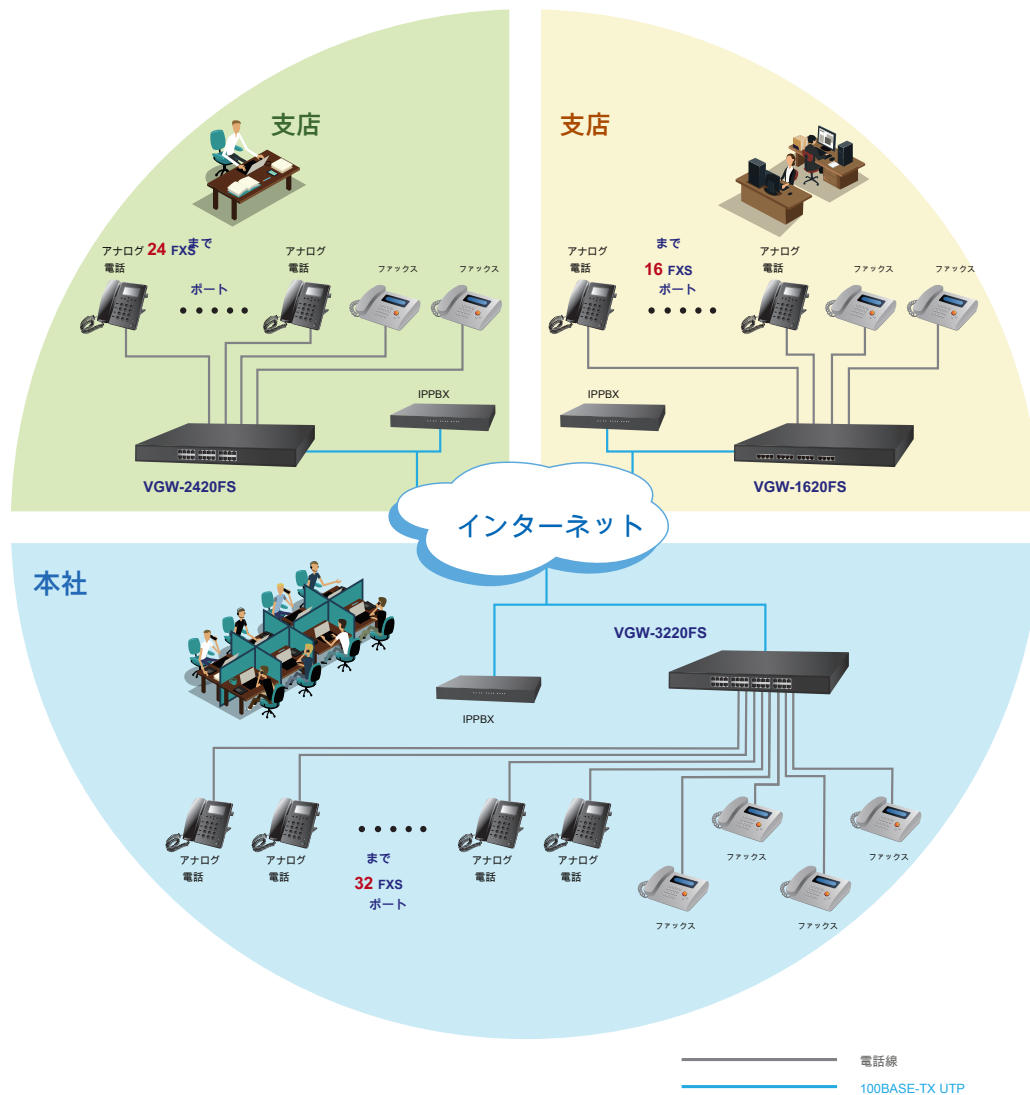 支店
アナログ 24 FXS まで
電話
ポート
アナログ
電話
ファックス
ファックス
IPPBX
VGW-2420FS
支店
アナログ
電話
まで
16 FXS
ポート
アナログ
電話
ファックス
ファックス
IPPBX
VGW-1620FS
インターネット
本社
VGW-3220FS
IPPBX
アナログ
電話
アナログ
電話
まで
32 FXS
ポート
アナログ
電話
アナログ
電話
ファックス
ファックス
ファックス
ファックス
電話線
100BASE-TX UTP